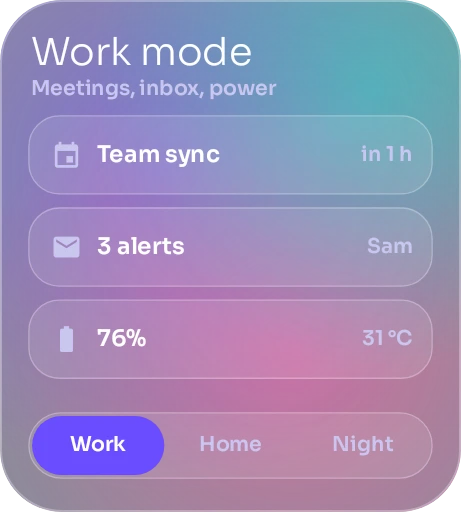 Work mode
Meetings, inbox, power
Team sync in 1 h
3 alerts Sam
76% 31 °C
Work Home Night